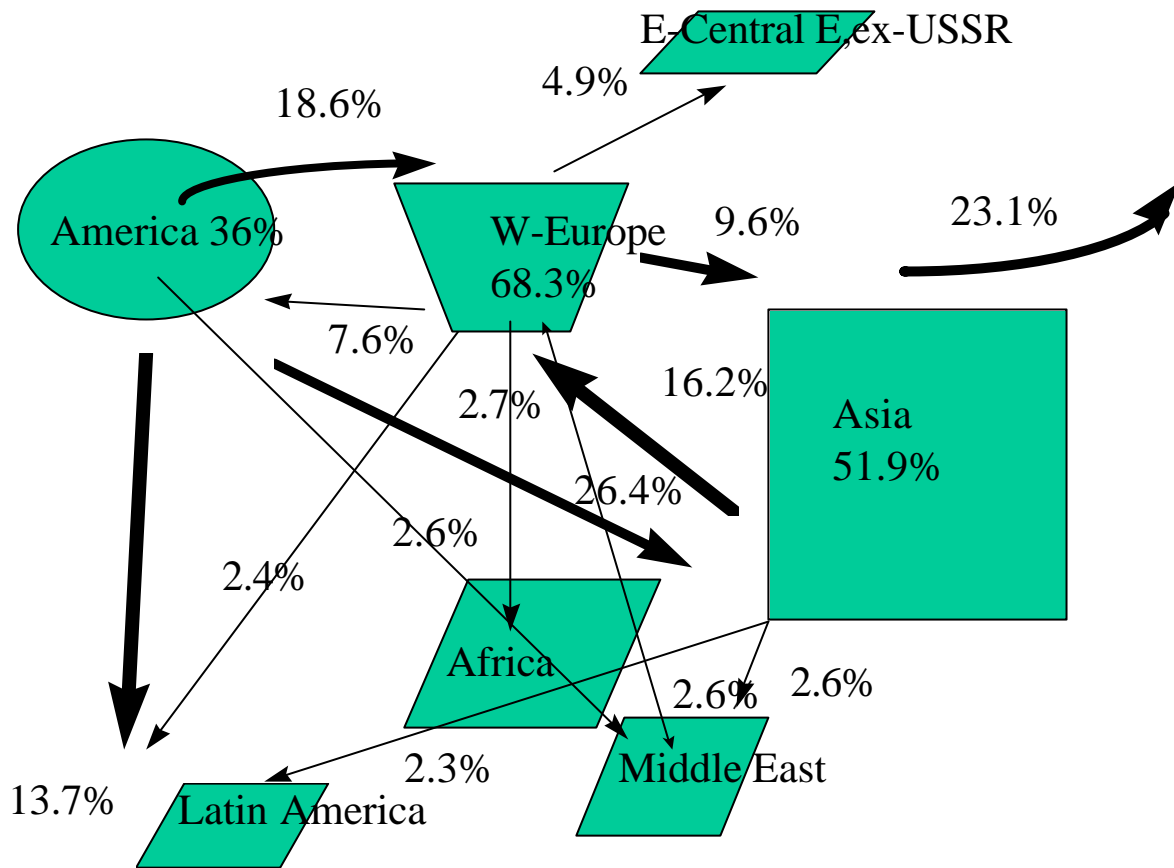 E-Central E,ex-USSR
4.9%
18.6%
America 36%
W-Europe
68.3%
9.6%
23.1%
7.6%
2.7%
16.2%
Asia
51.9%
26.4%
2.6%
2.4%
Africa
2.6%
2.6%
2.3%
Middle East
13.7%
Latin America